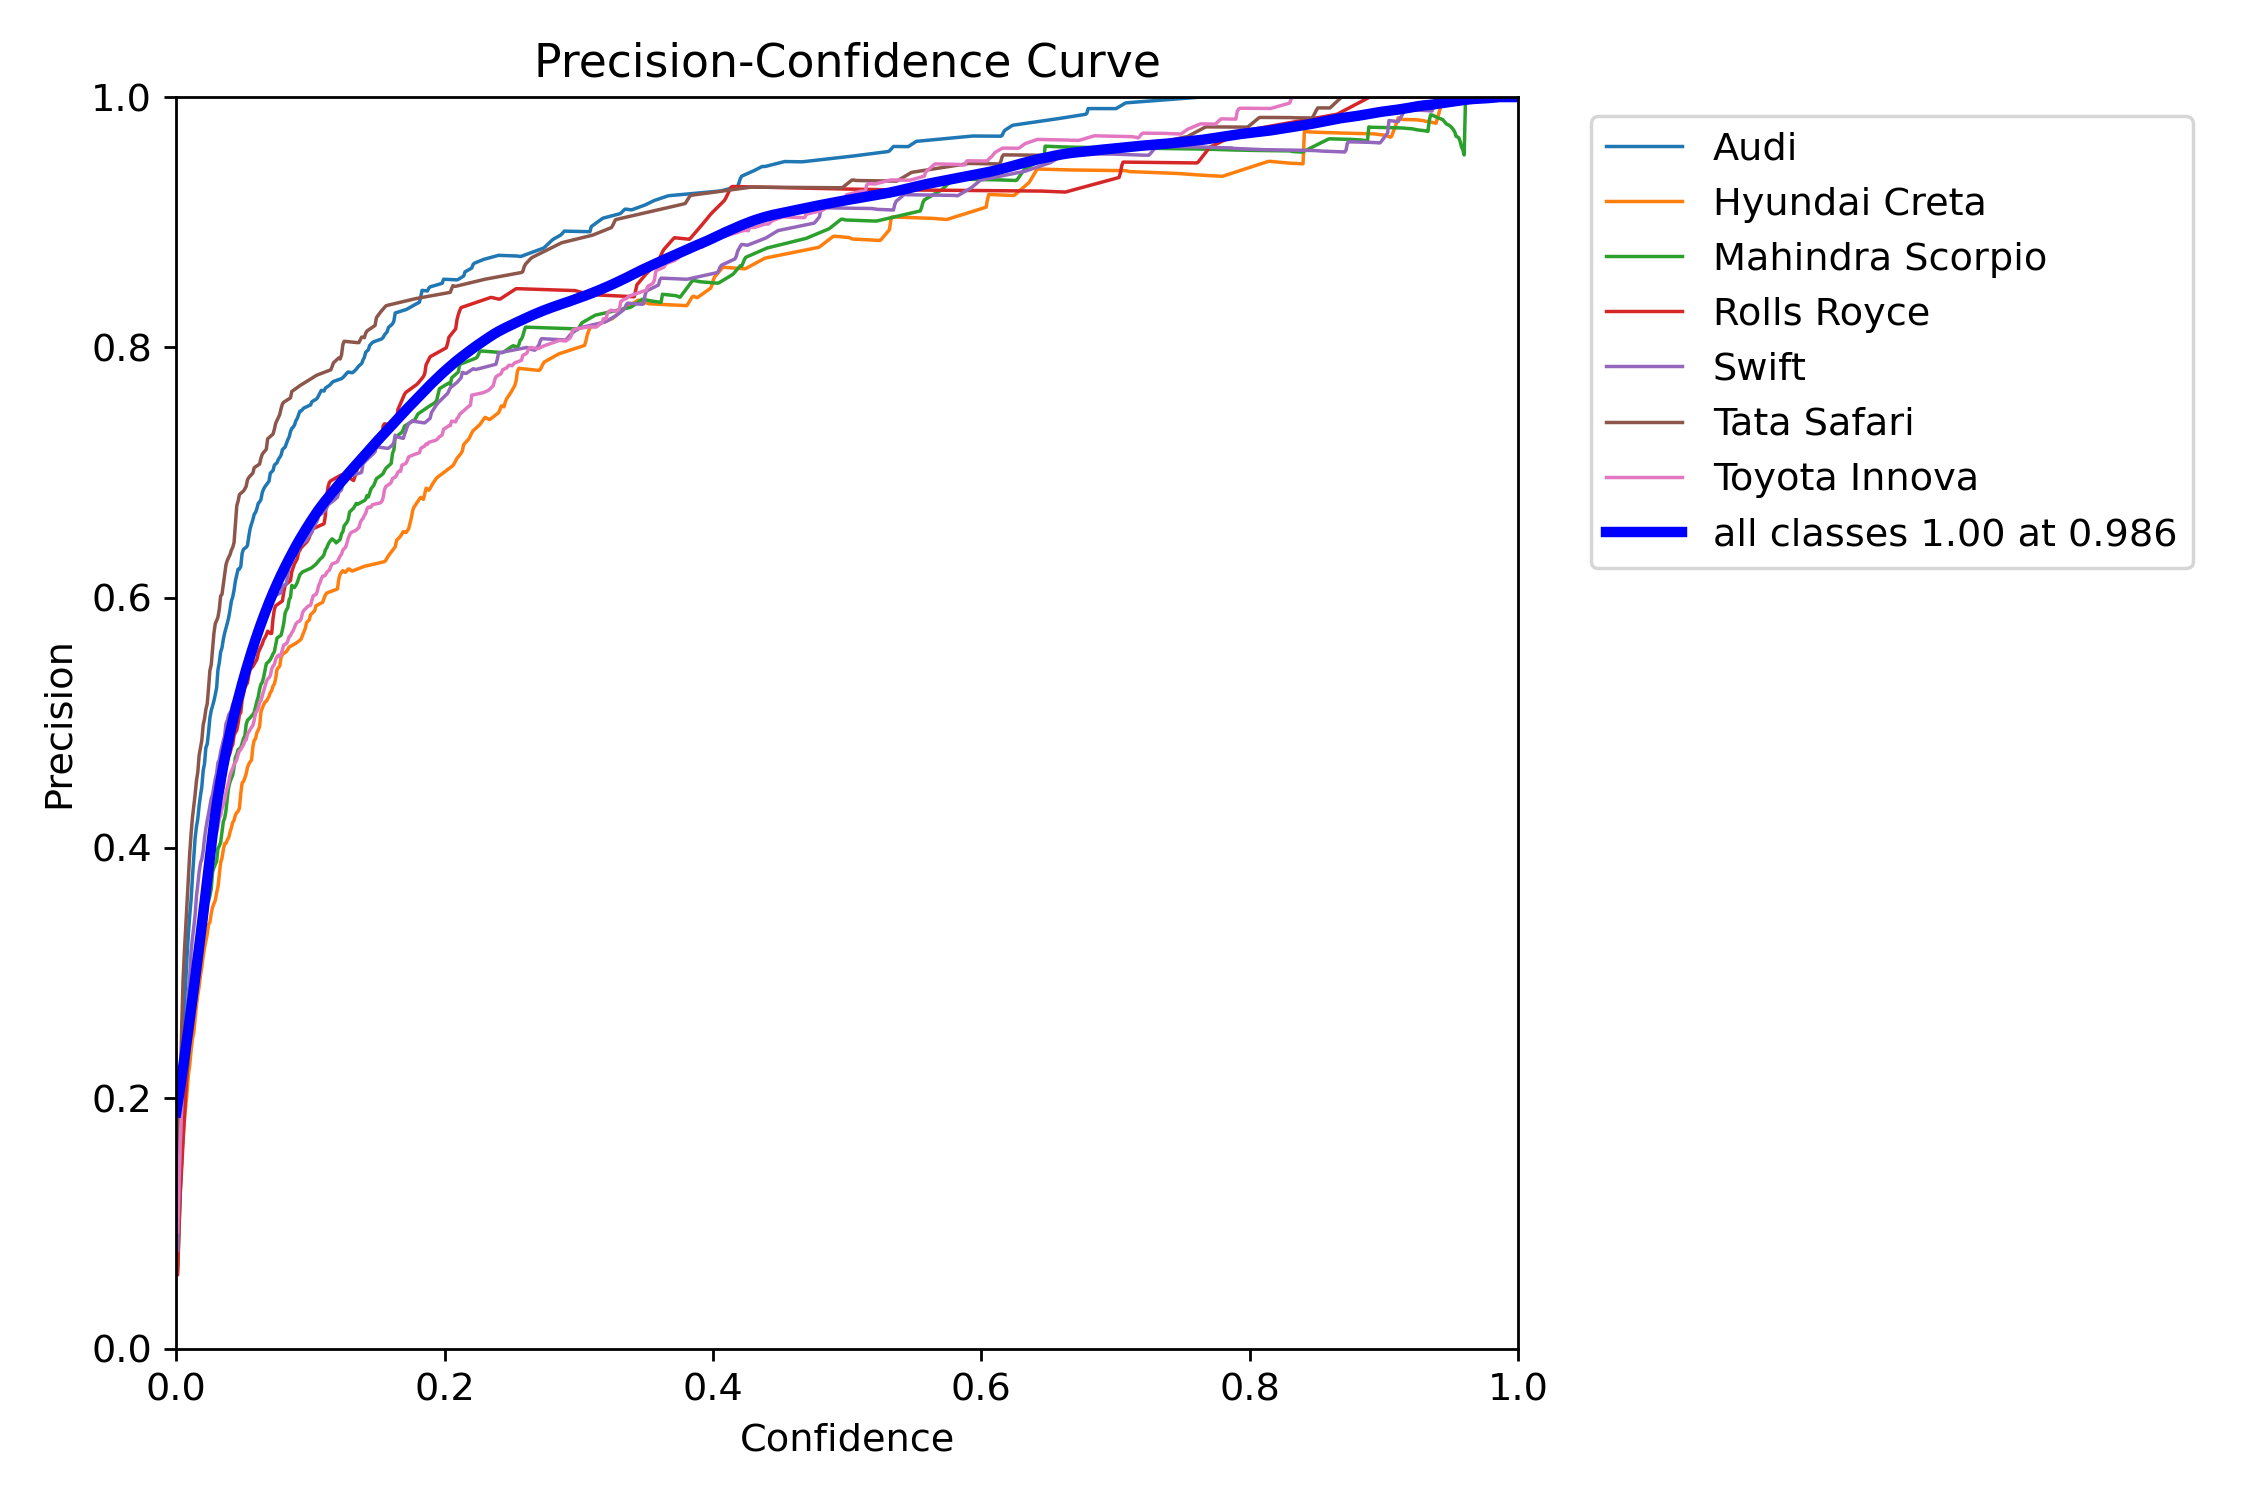 Precision-Confidence Curve
1.0
0.8
0.6
0.4
0.2
0.0
Precision
0.0 0.2 0.4 0.6 0.8 1.0
Confidence
Audi
Hyundai Creta
Mahindra Scorpio
Rolls Royce
Swift
Tata Safari
Toyota Innova
all classes 1.00 at 0.986